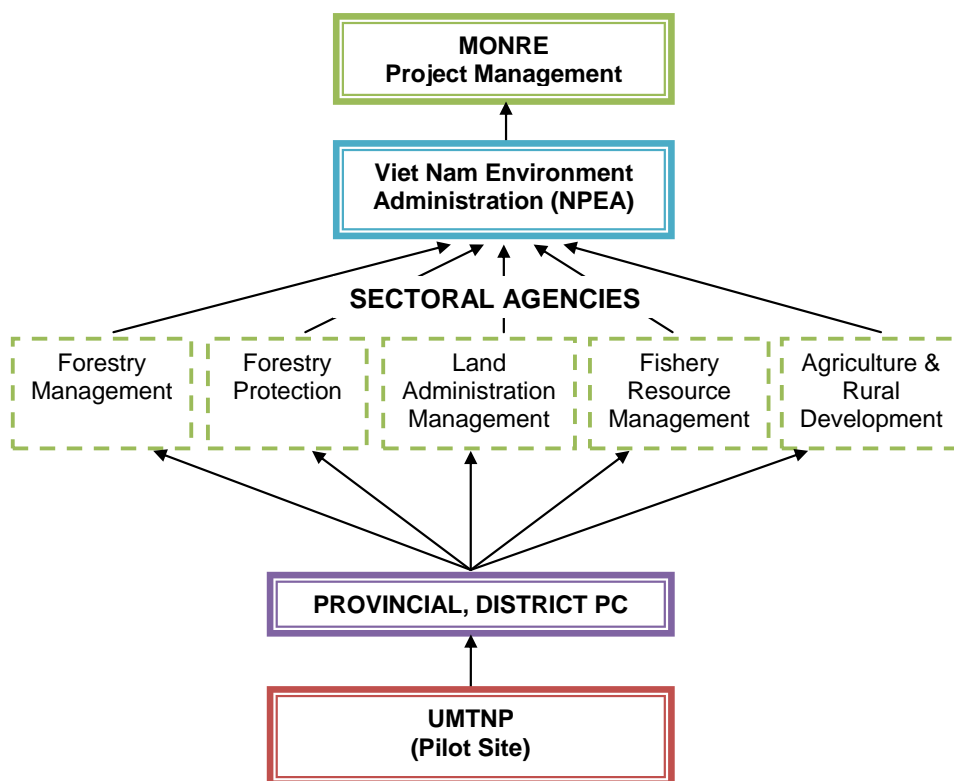 MONRE
Project Management
Viet Nam Environment
Administration (NPEA)
SECTORAL AGENCIES
Forestry
Management
Forestry
Protection
Land
Administration
Management
Fishery
Resource
Management
Agriculture &
Rural
Development
PROVINCIAL, DISTRICT PC
UMTNP
(Pilot Site)